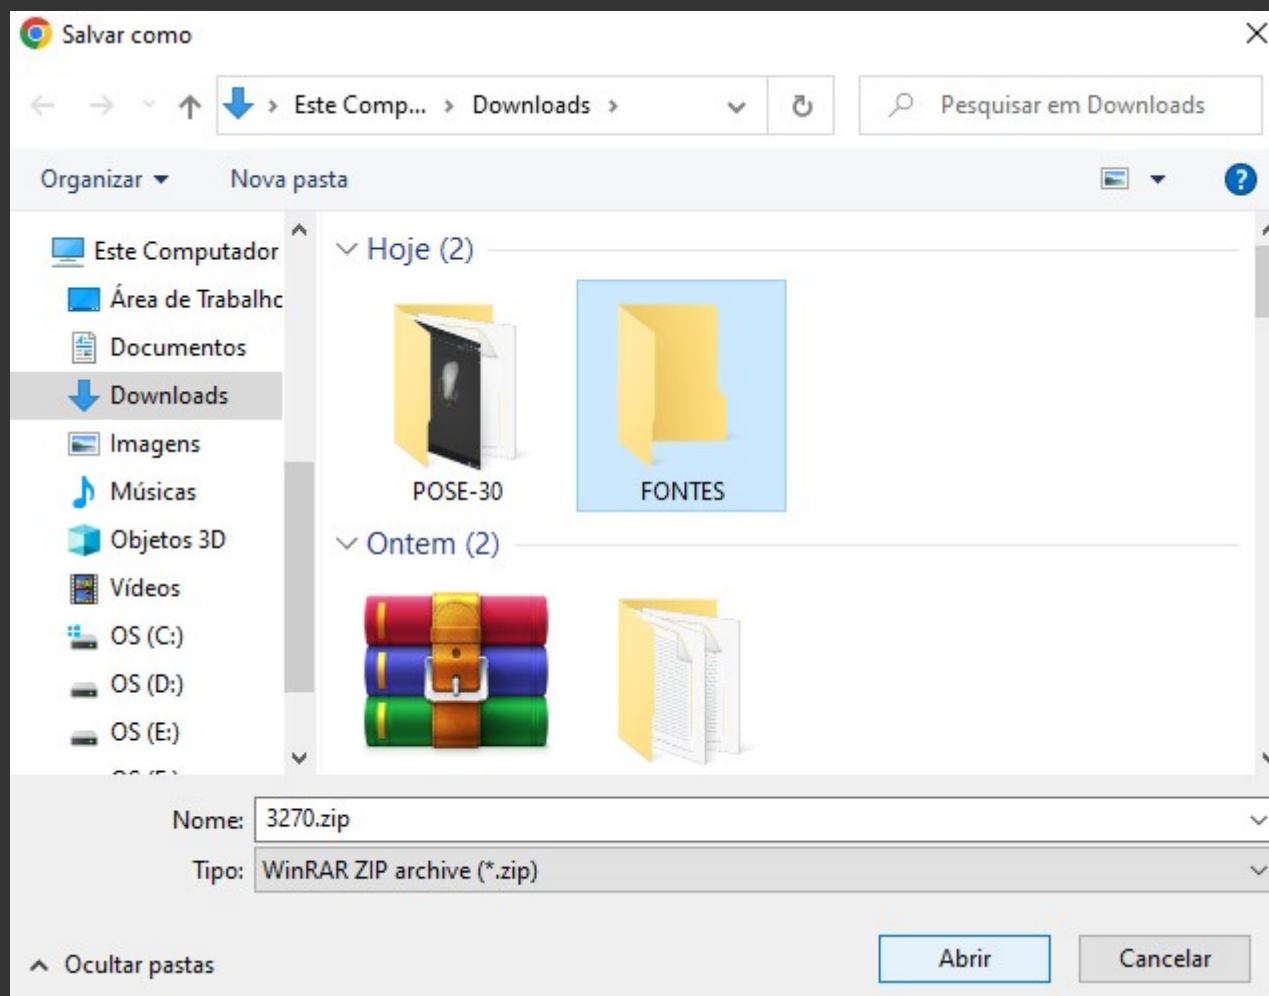 Salvar como
Este Comp... Downloads
Pesquisar em Downloads
Organizar
Nova pasta
?
Este Computador
Área de Trabalhc
Documentos
Downloads
Imagens
Músicas
Objetos 3D
Vídeos
OS (C:)
OS (D:)
OS (E:)
Hoje (2)
POSE-30
FONTES
Ontem (2)
Nome: 3270.zip
Tipo: WinRAR ZIP archive (*.zip)
Ocultar pastas
Abrir
Cancelar